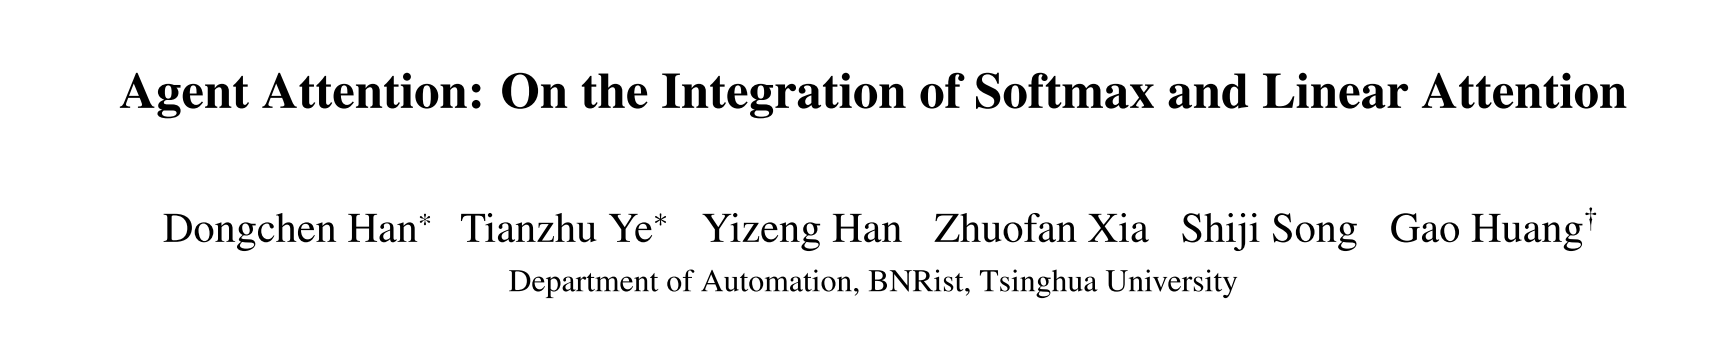 Agent Attention: On the Integration of Softmax and Linear Attention
Dongchen Han* Tianzhu Ye* Yizeng Han Zhuofan Xia Shiji Song Gao Huang†
Department of Automation, BNRist, Tsinghua University